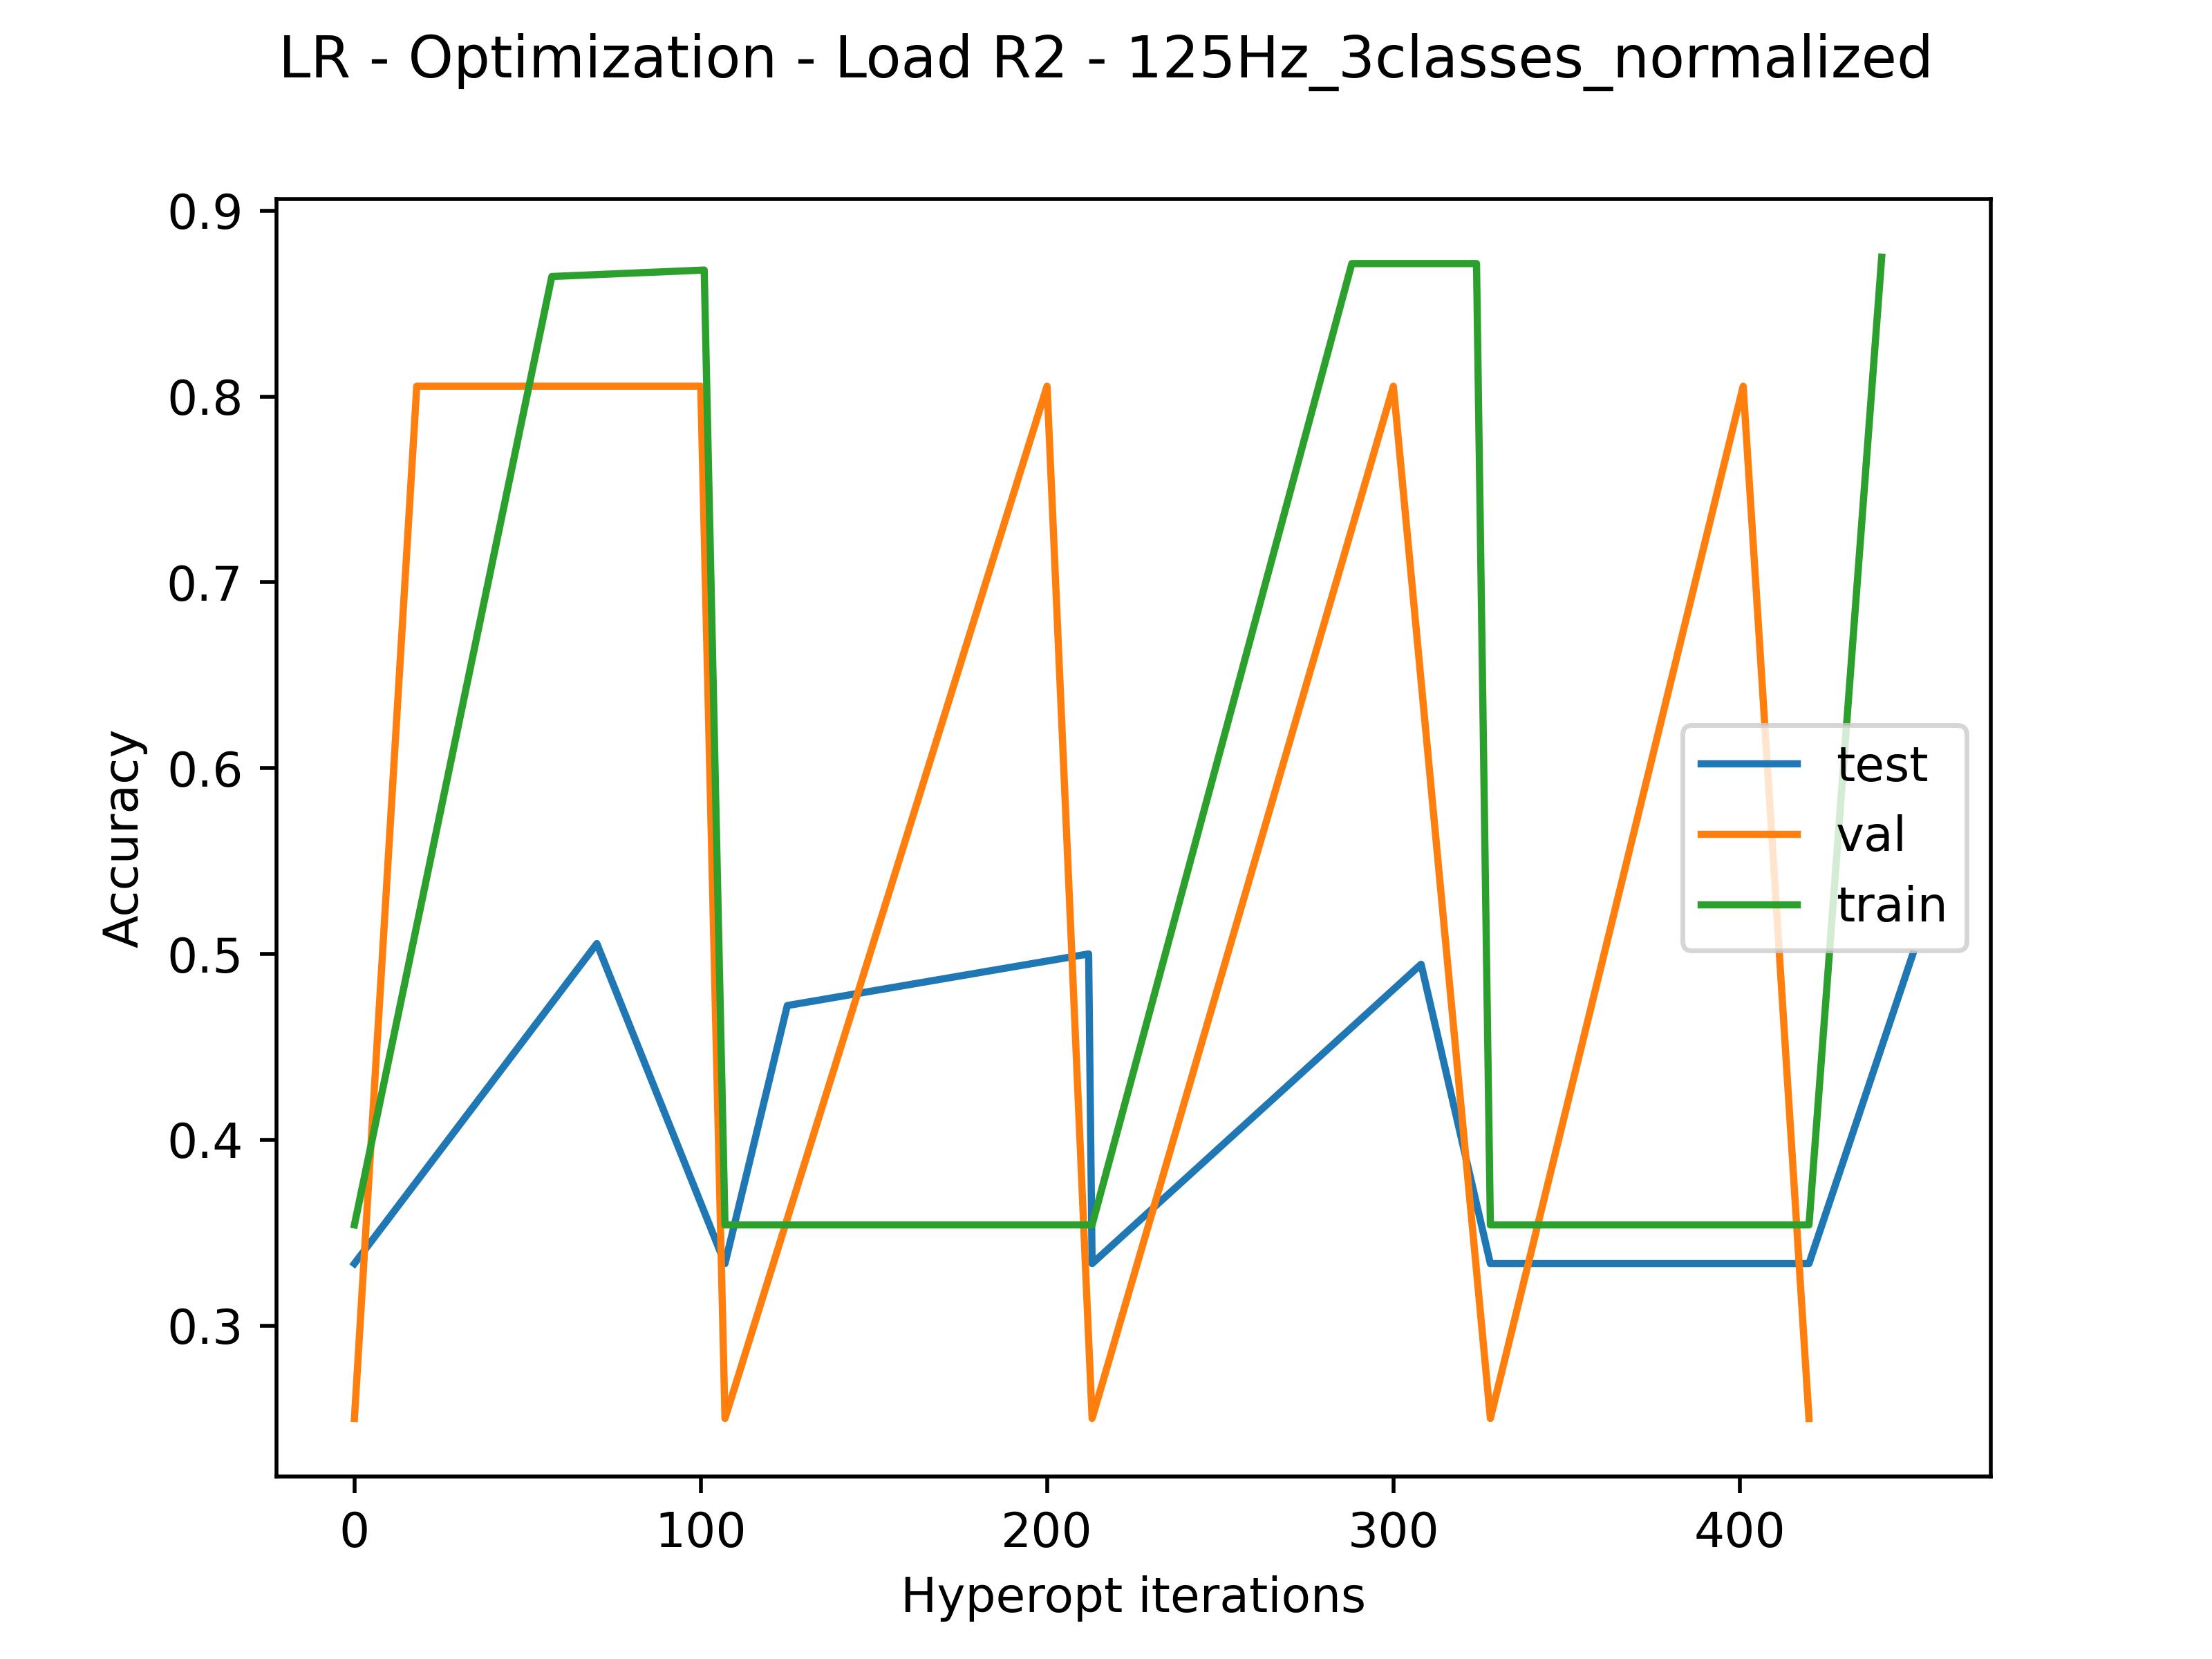 LR - Optimization - Load R2 - 125Hz_3classes_normalized
0.9
0.8
0.7
0.6
0.5
0.4
0.3
Accuracy
test
val
train
0 100 200 300 400
Hyperopt iterations